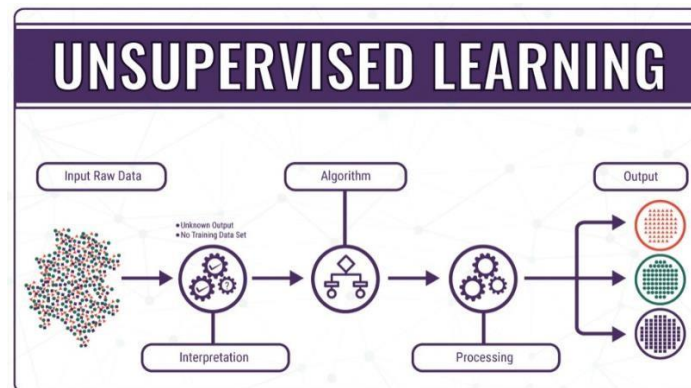 UNSUPERVISED LEARNING
Input Raw Data
Algorithm
Output
• Unknown Output
• No Training Data Set
?
Interpretation
Processing